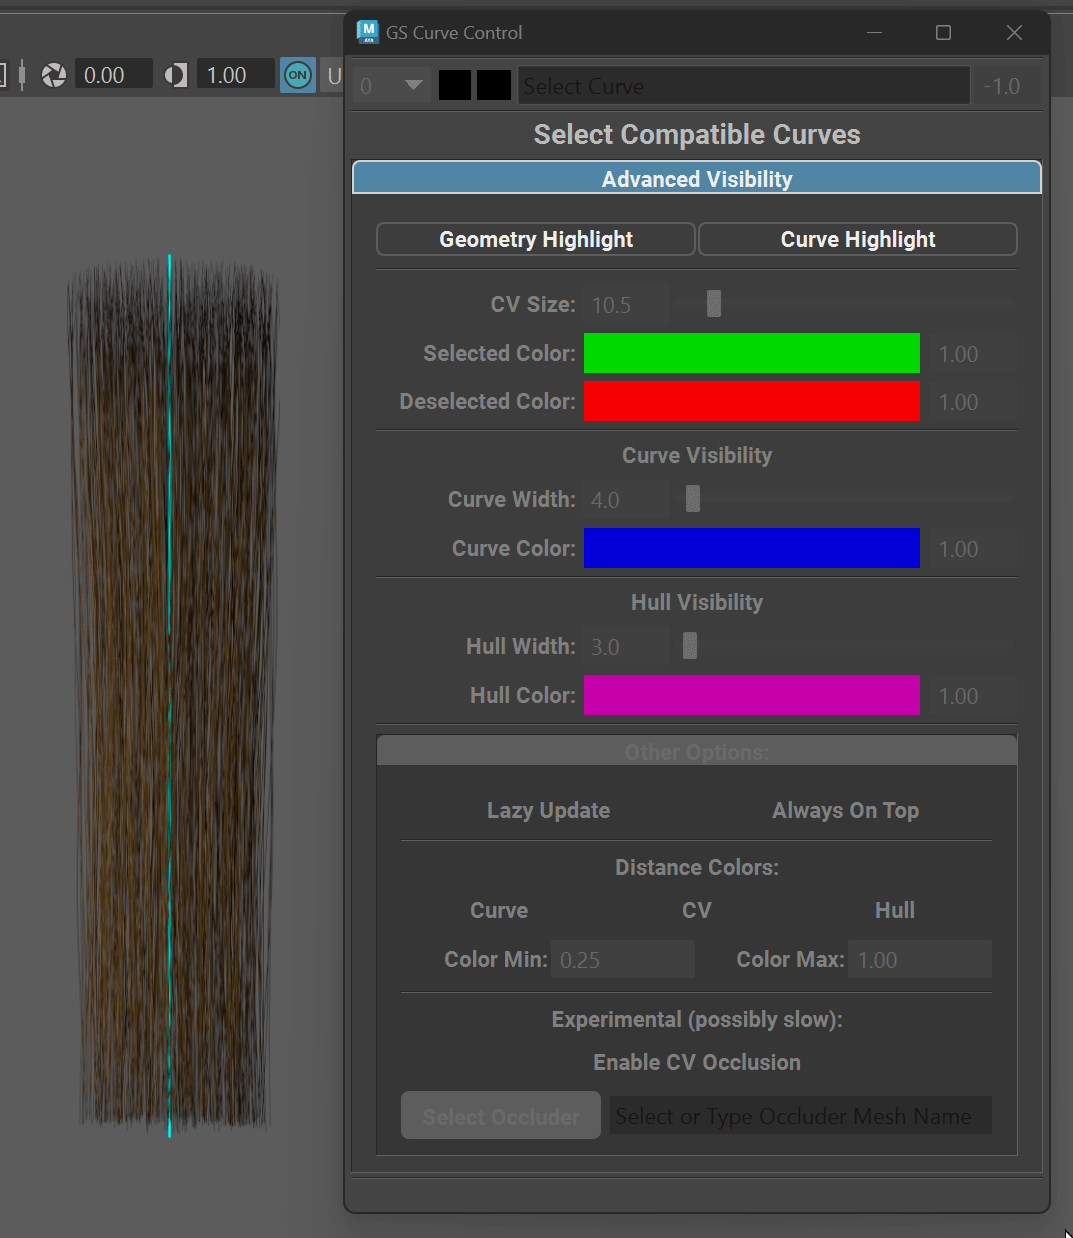 GS Curve Control
0.00
1.00
ON
U
0
Select Curve
-1.0
Select Compatible Curves
Advanced Visibility
Geometry Highlight
Curve Highlight
CV Size: 10.5
Selected Color: 1.00
Deselected Color: 1.00
Curve Visibility
Curve Width: 4.0
Curve Color: 1.00
Hull Visibility
Hull Width: 3.0
Hull Color: 1.00
Other Options:
Lazy Update
Always On Top
Distance Colors:
Curve
CV
Hull
Color Min: 0.25
Color Max: 1.00
Experimental (possibly slow):
Enable CV Occlusion
Select Occluder
Select or Type Occluder Mesh Name